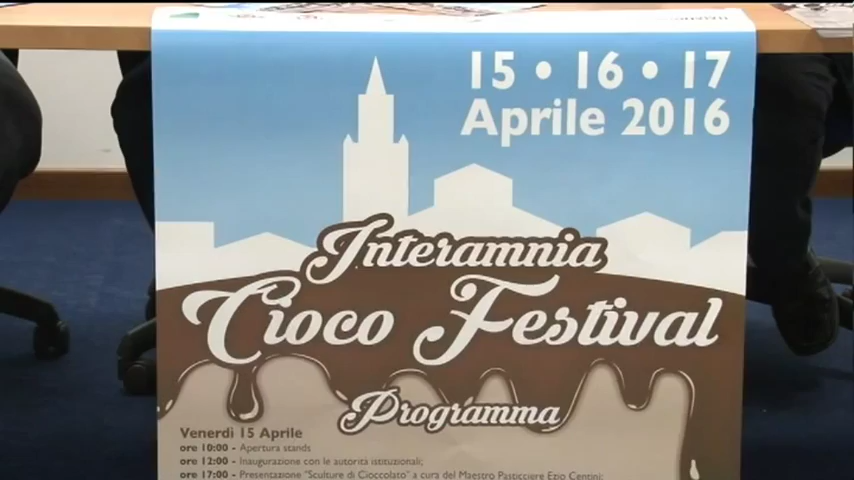 15 • 16 • 17
Aprile 2016
Interamnia
Cioco Festival
Programma
Venerdì 15 Aprile
ore 10:00 - Apertura stands
ore 12:00 - Inaugurazione con le autorità istituzionali;
ore 17:00 - Presentazione "Sculture di Cioccolato" a cura del Maestro Pasticciere Ezio Centini;